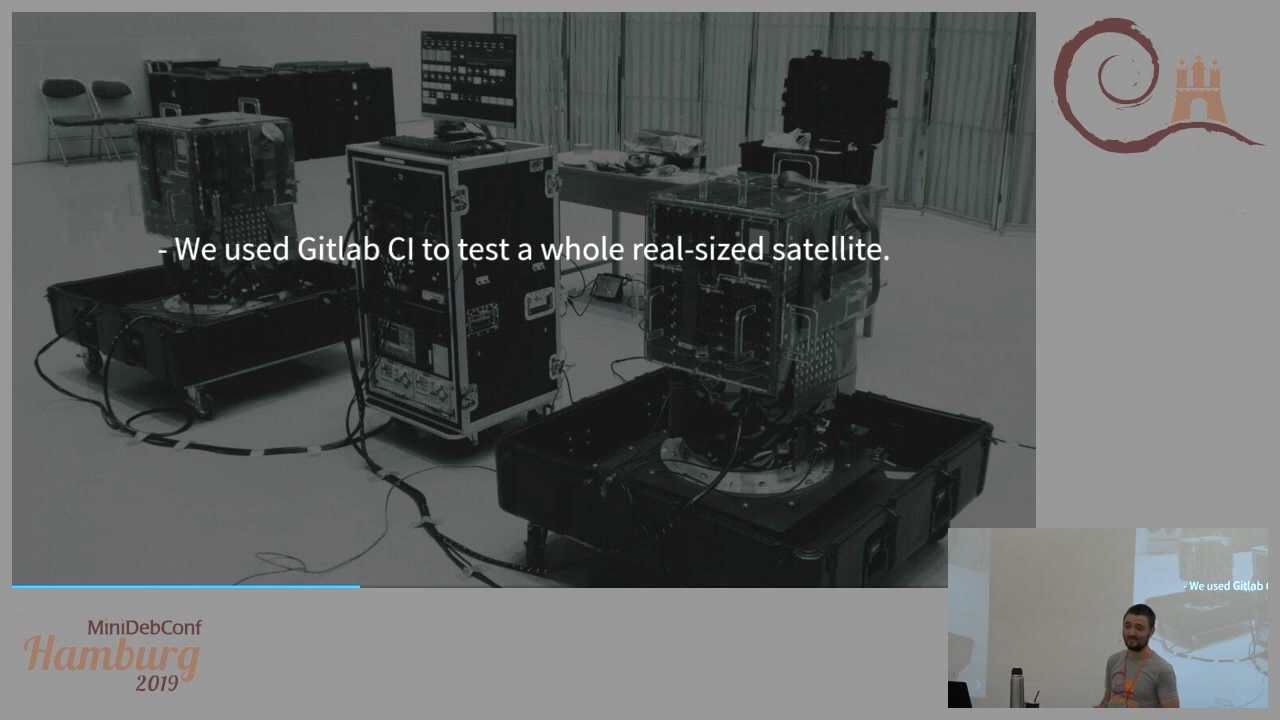 - We used Gitlab CI to test a whole real-sized satellite.
MiniDebConf
Hamburg
2019
- We used Gitlab C